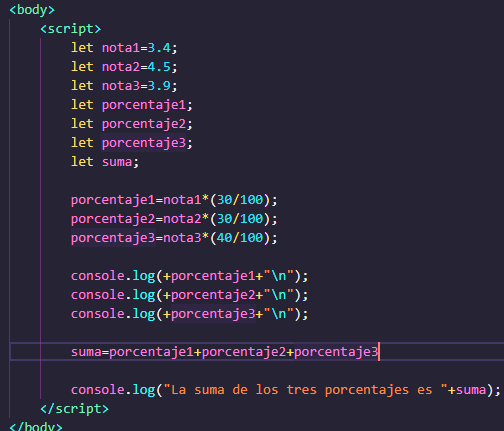 <body>
<script>
let nota1=3.4;
let nota2=4.5;
let nota3=3.9;
let porcentaje1;
let porcentaje2;
let porcentaje3;
let suma;
porcentaje1=nota1*(30/100);
porcentaje2=nota2*(30/100);
porcentaje3=nota3*(40/100);
console.log(+porcentaje1+"\n");
console.log(+porcentaje2+"\n");
console.log(+porcentaje3+"\n");
suma=porcentaje1+porcentaje2+porcentaje3
console.log("La suma de los tres porcentajes es "+suma);
</script>
</body>